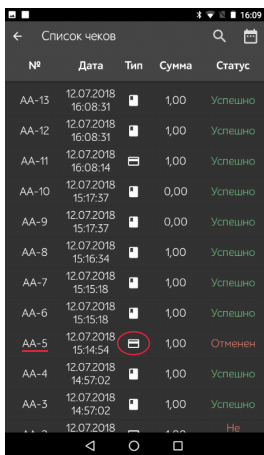 16:09
Список чеков
№ Дата Тип Сумма Статус
AA-13 12.07.2018 16:08:31 1,00 Успешно
AA-12 12.07.2018 16:08:31 1,00 Успешно
AA-11 12.07.2018 16:08:14 1,00 Успешно
AA-10 12.07.2018 15:17:37 0,00 Успешно
AA-9 12.07.2018 15:17:37 0,00 Успешно
AA-8 12.07.2018 15:16:34 1,00 Успешно
AA-7 12.07.2018 15:15:18 1,00 Успешно
AA-6 12.07.2018 15:15:18 1,00 Успешно
AA-5 12.07.2018 15:14:54 1,00 Отменен
AA-4 12.07.2018 14:57:02 1,00 Успешно
AA-3 12.07.2018 14:57:02 1,00 Успешно
12.07.2018 Не